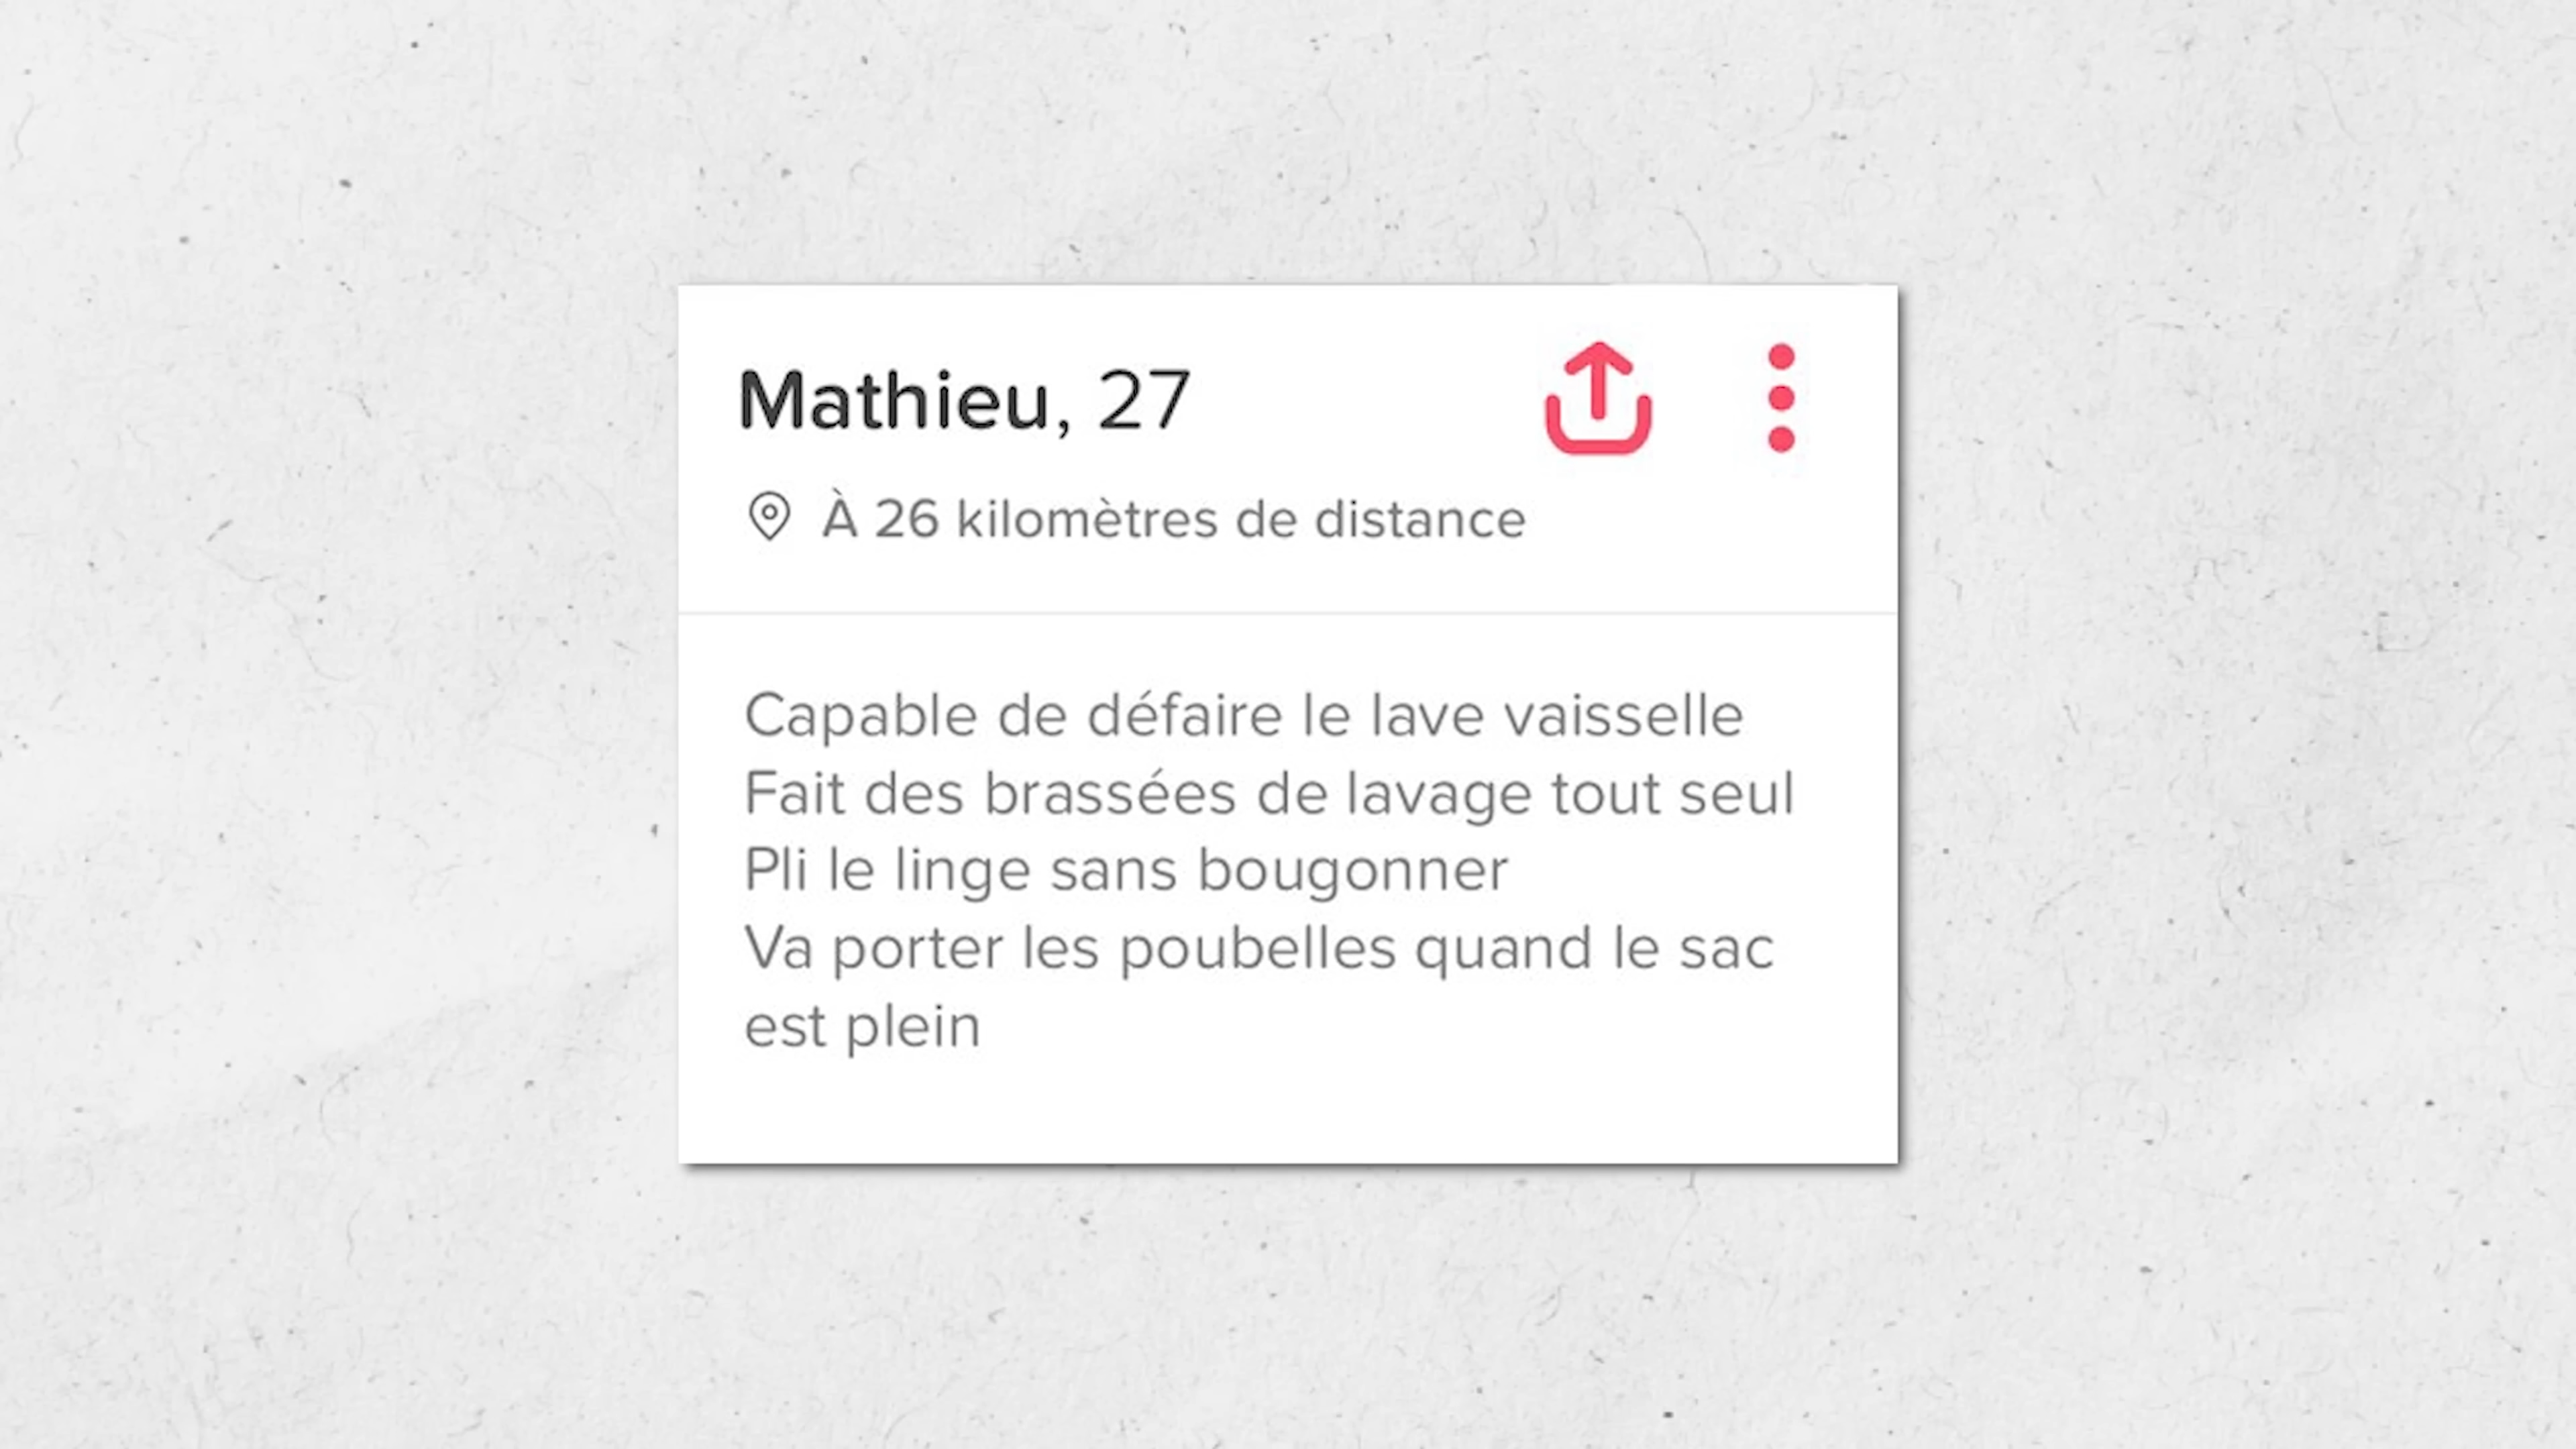 Mathieu, 27
À 26 kilomètres de distance
Capable de défaire le lave vaisselle
Fait des brassées de lavage tout seul
Pli le linge sans bougonner
Va porter les poubelles quand le sac
est plein